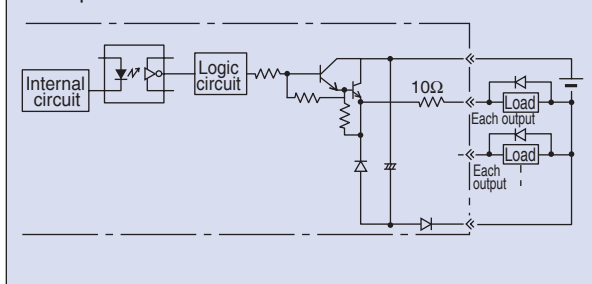 Internal
circuit
Logic
circuit
10Ω
Load
Each output
Load
Each
output